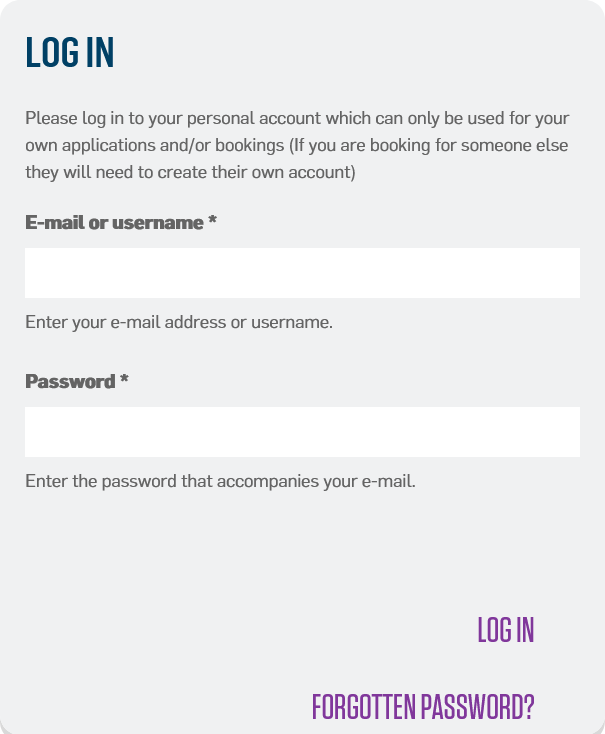 LOG IN
Please log in to your personal account which can only be used for your
own applications and/or bookings (If you are booking for someone else
they will need to create their own account)
E-mail or username *
Enter your e-mail address or username.
Password *
Enter the password that accompanies your e-mail.
LOG IN
FORGOTTEN PASSWORD?